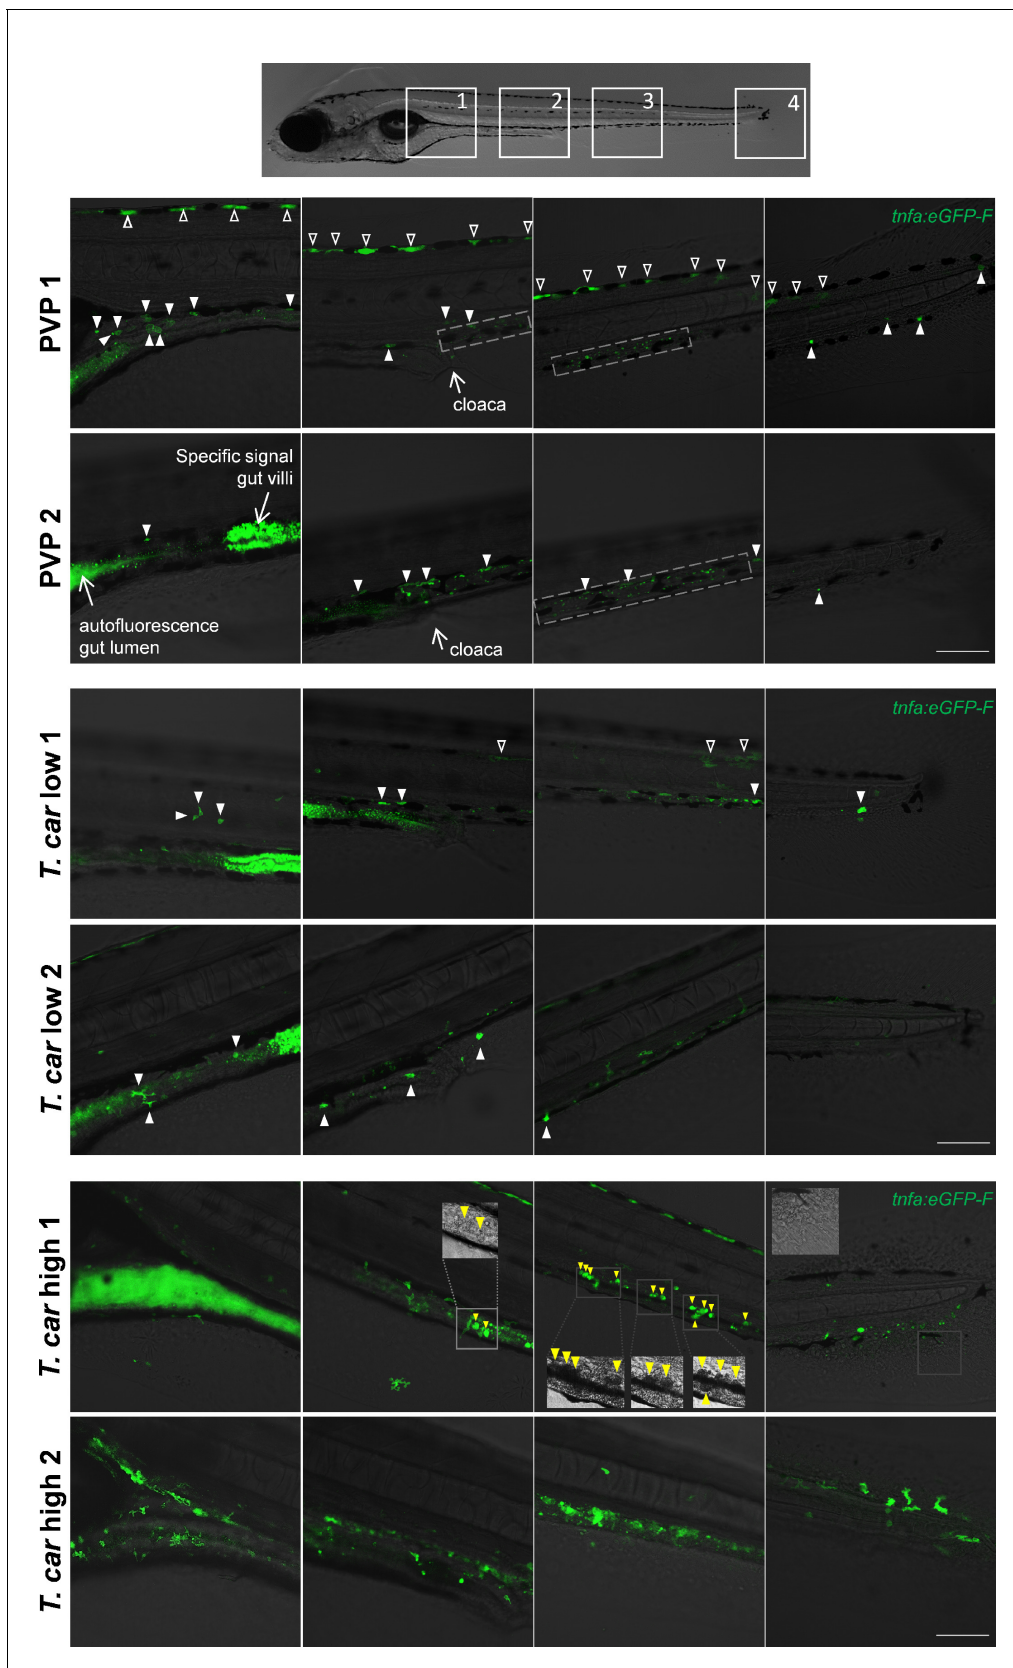 1 2 3 4
PVP 1
tnfa:eGFP-F
cloaca
PVP 2
Specific signal
gut villi
autofluorescence
gut lumen
cloaca
T. car low 1
tnfa:eGFP-F
T. car low 2
T. car high 1
tnfa:eGFP-F
T. car high 2